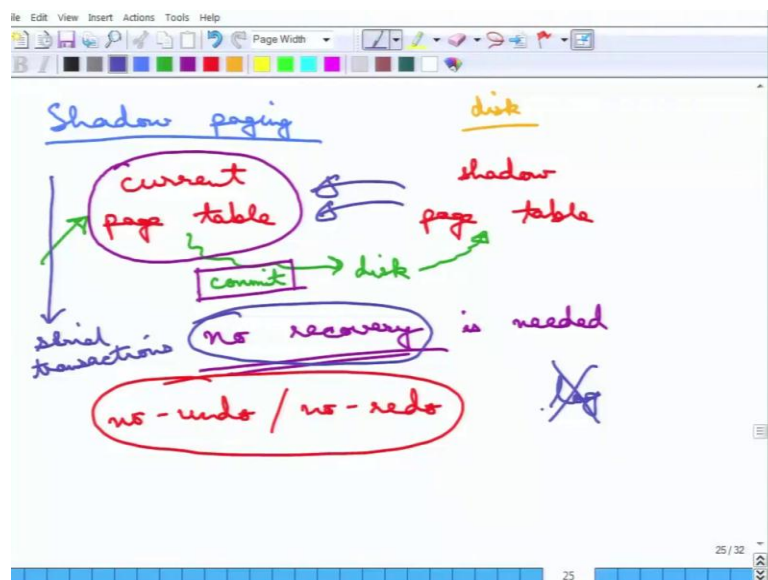 ile Edit View Insert Actions Tools Help
Page Width
B I
Shadow paging
disk
current
page table
shadow
page table
commit
disk
transactions
no recovery is needed
no-undo / no-redo
log
25 / 32
25